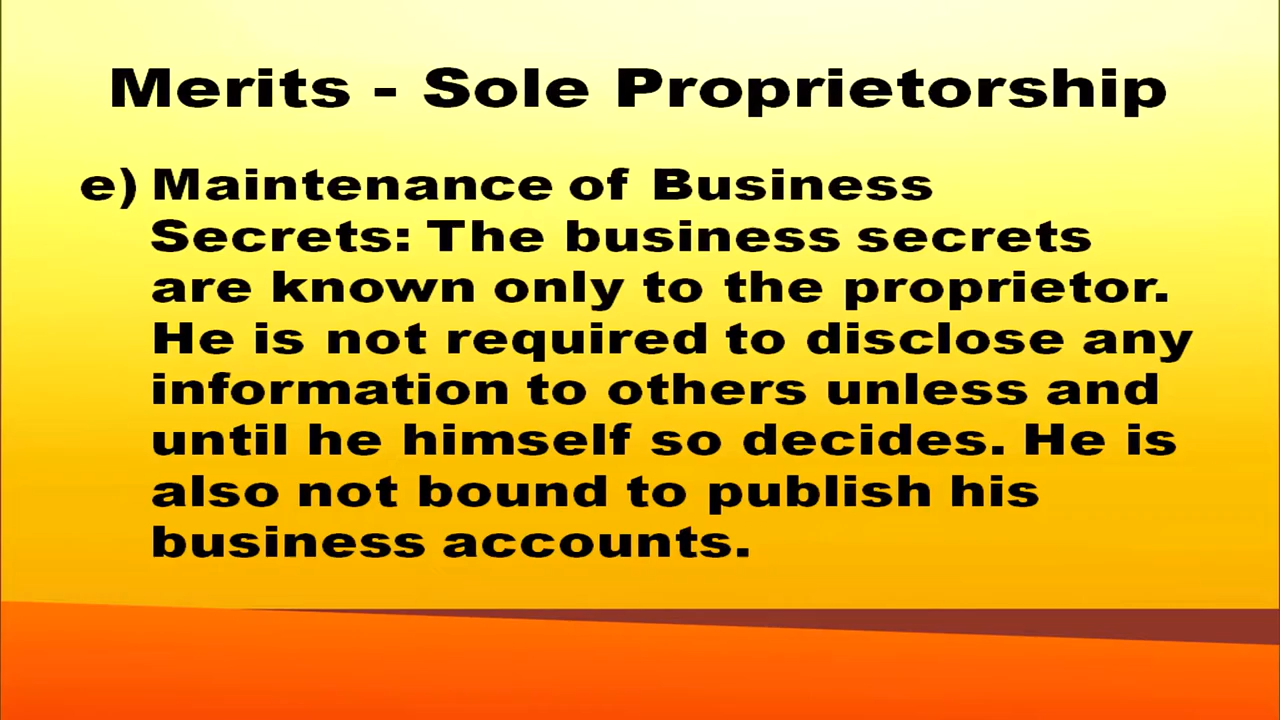 Merits - Sole Proprietorship
e) Maintenance of Business
Secrets: The business secrets
are known only to the proprietor.
He is not required to disclose any
information to others unless and
until he himself so decides. He is
also not bound to publish his
business accounts.